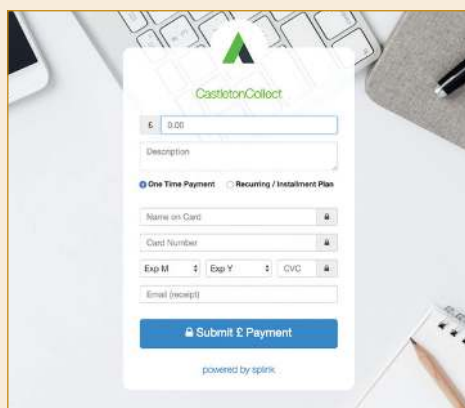 CastletonCollect
£ 0.00
Description
One Time Payment Recurring / Installment Plan
Name on Card
Card Number
Exp M Exp Y CVC
Email (receipt)
Submit £ Payment
powered by splink